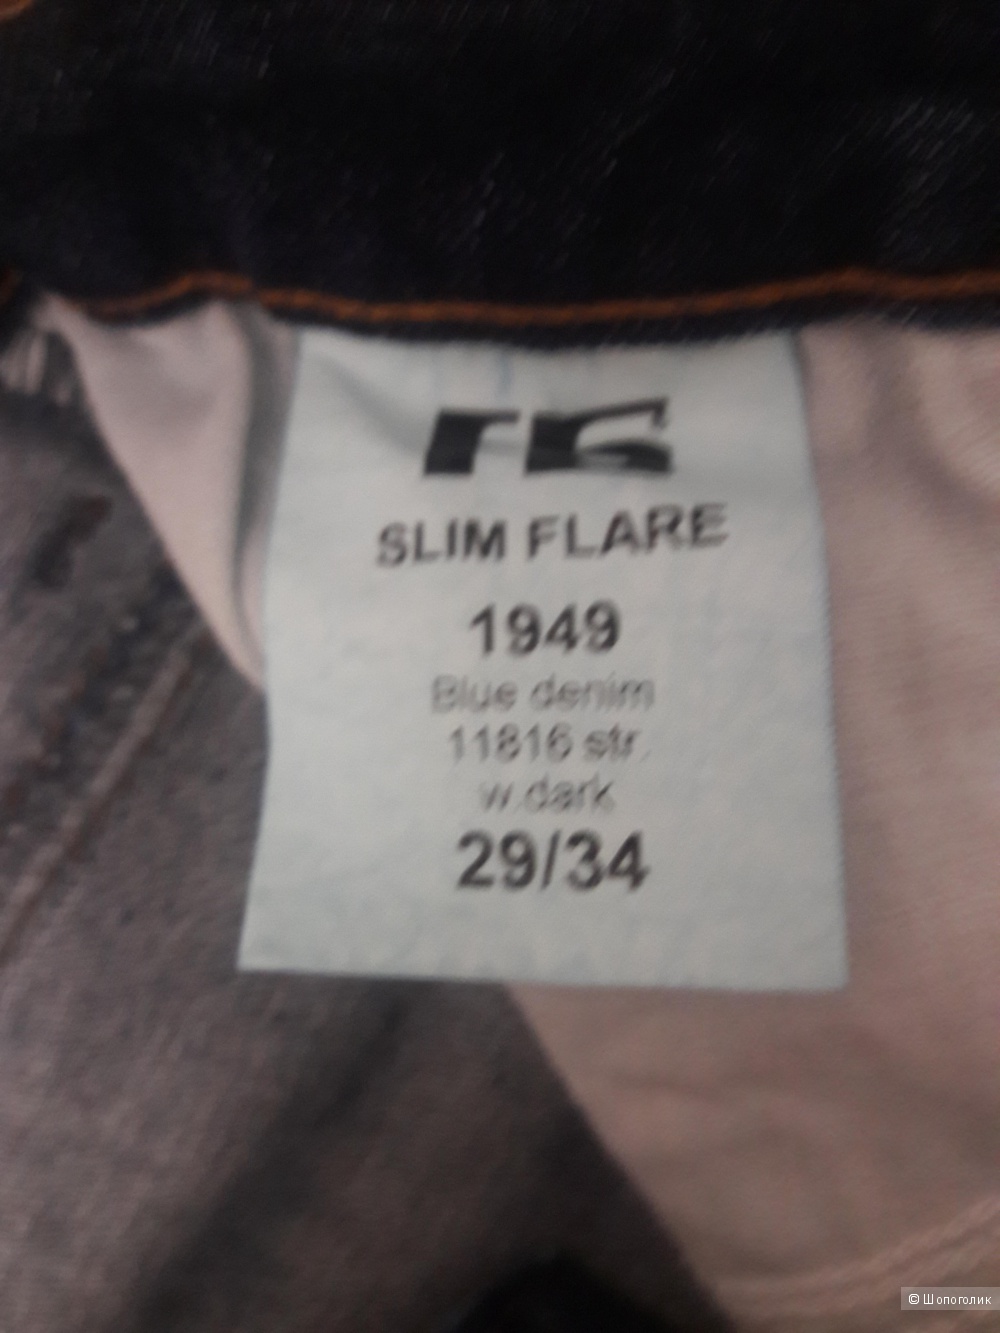 SLIM FLARE
1949
Blue denim
11816 str.
w.dark
29/34
© Шопоголик